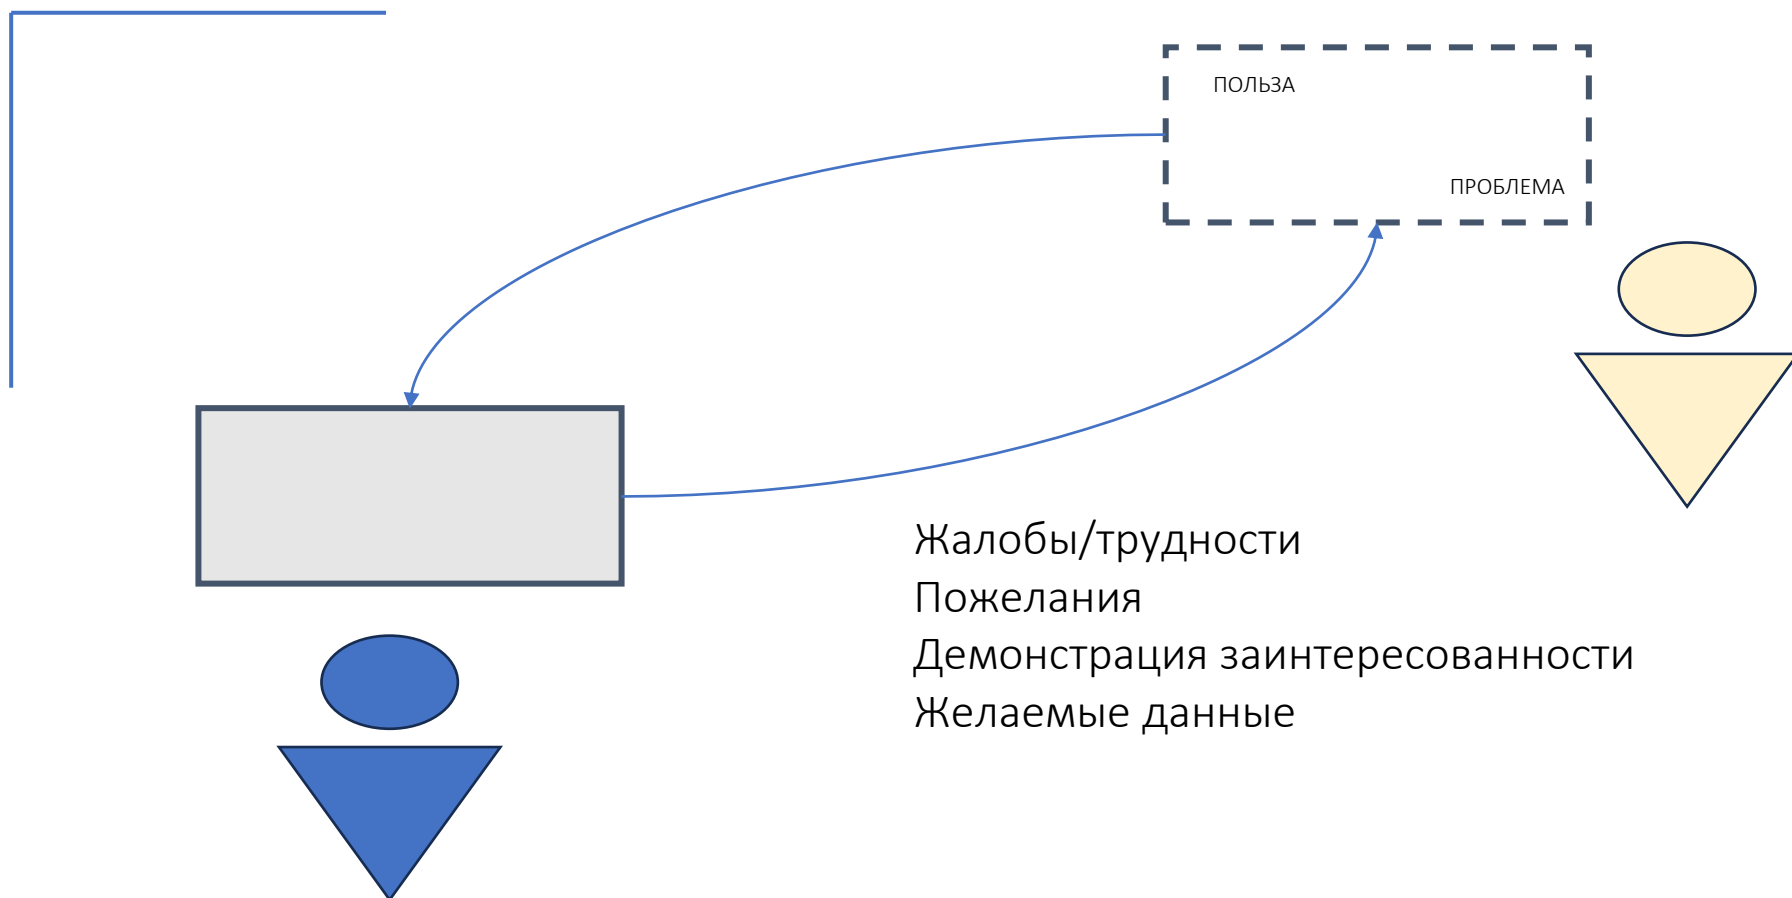 ПОЛЬЗА
ПРОБЛЕМА
Жалобы/трудности
Пожелания
Демонстрация заинтересованности
Желаемые данные